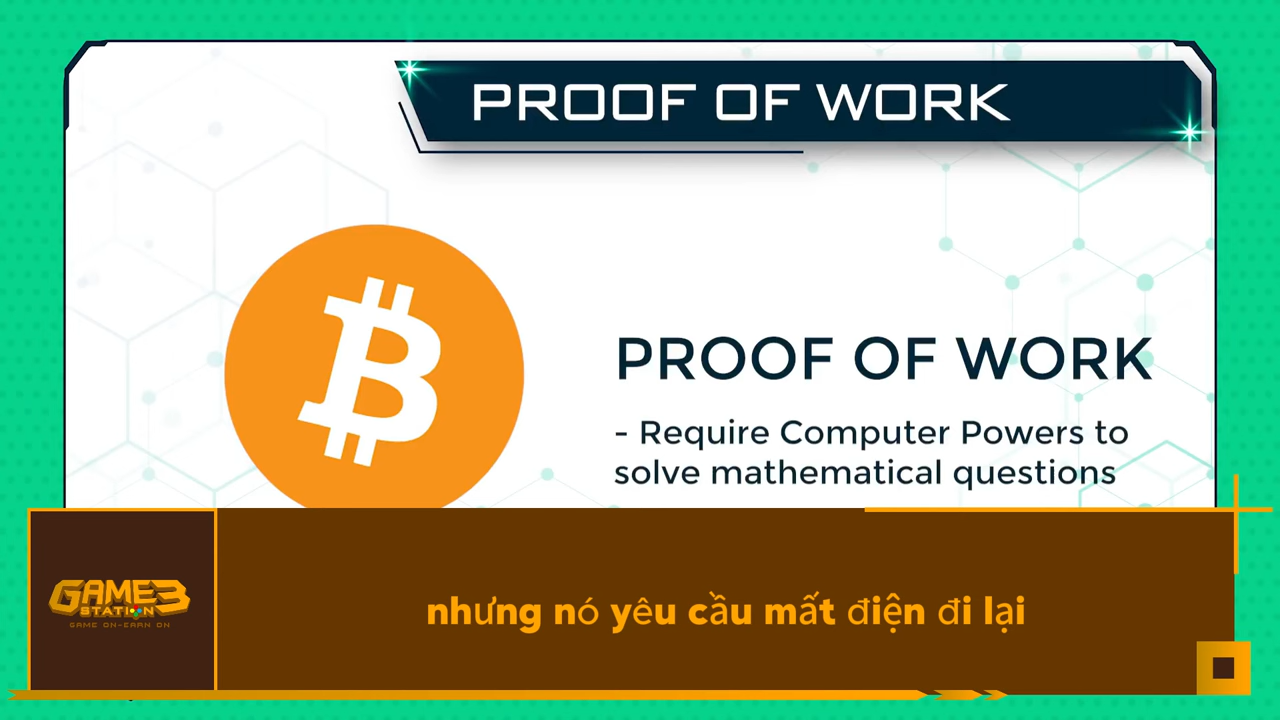 PROOF OF WORK
PROOF OF WORK
- Require Computer Powers to
solve mathematical questions
GAME3
STATION
GAME ON-EARN ON
nhưng nó yêu cầu mất điện đi lại